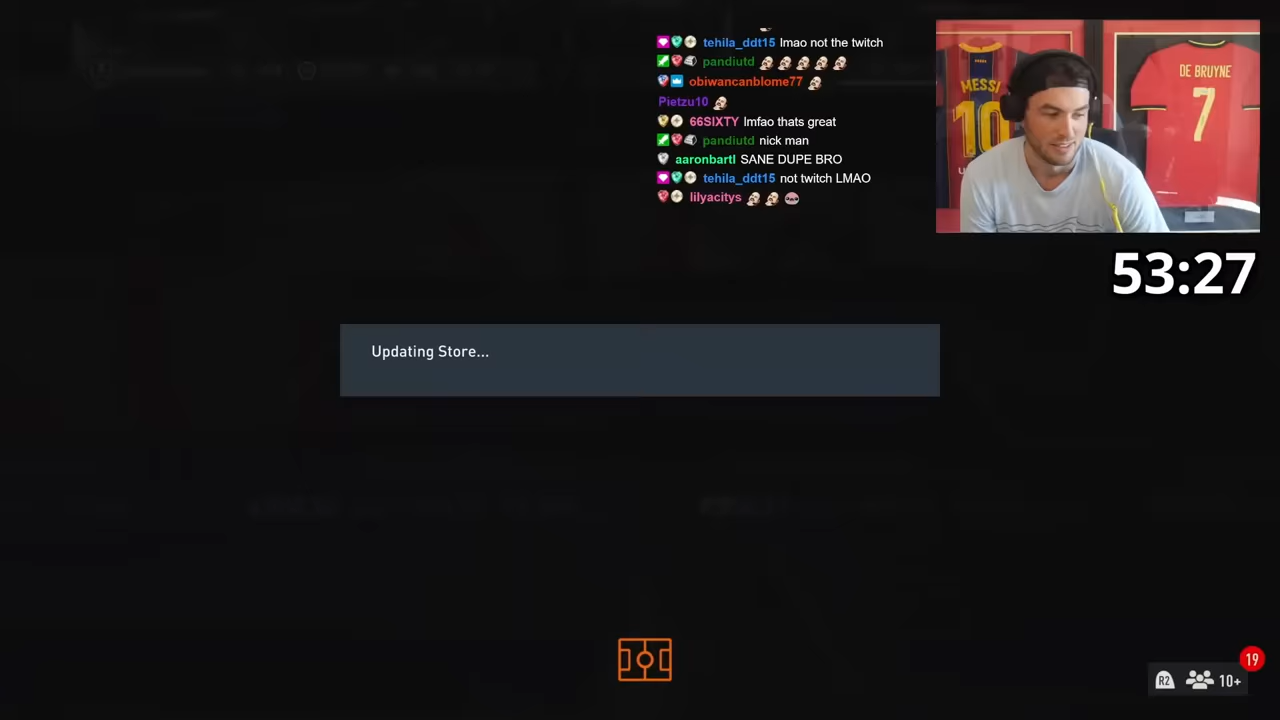 tehila_ddt15 lmao not the twitch
pandiutd
obiwancanblome77
Pietzu10
66SIXTY lmfao thats great
pandiutd nick man
aaronbartl SANE DUPE BRO
tehila_ddt15 not twitch LMAO
lilyacitys
MESSI
10
DE BRUYNE
7
53:27
Updating Store...
19
R2
10+